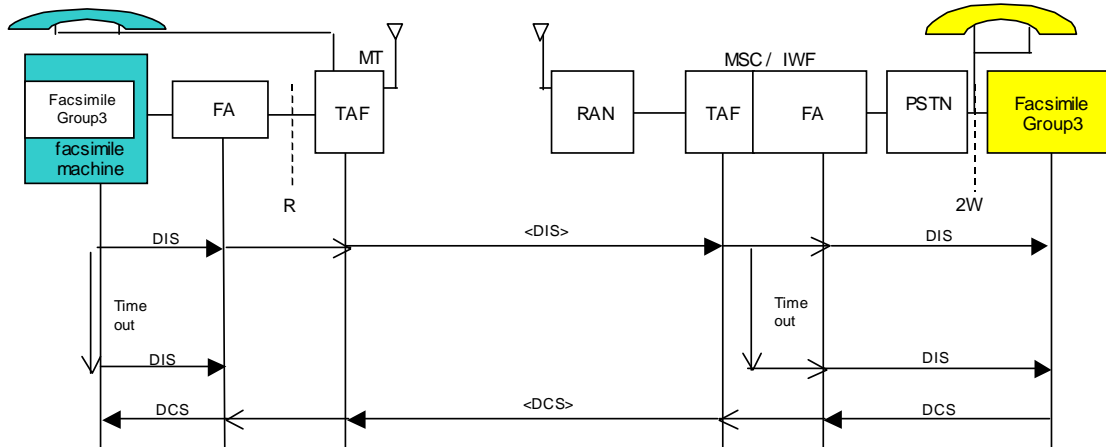 MT
MSC / IWF
Facsimile
Group3
facsimile
machine
FA
TAF
RAN
TAF
FA
PSTN
Facsimile
Group3
R
2W
DIS
<DIS>
DIS
Time
out
Time
out
DIS
DIS
DCS
<DCS>
DCS